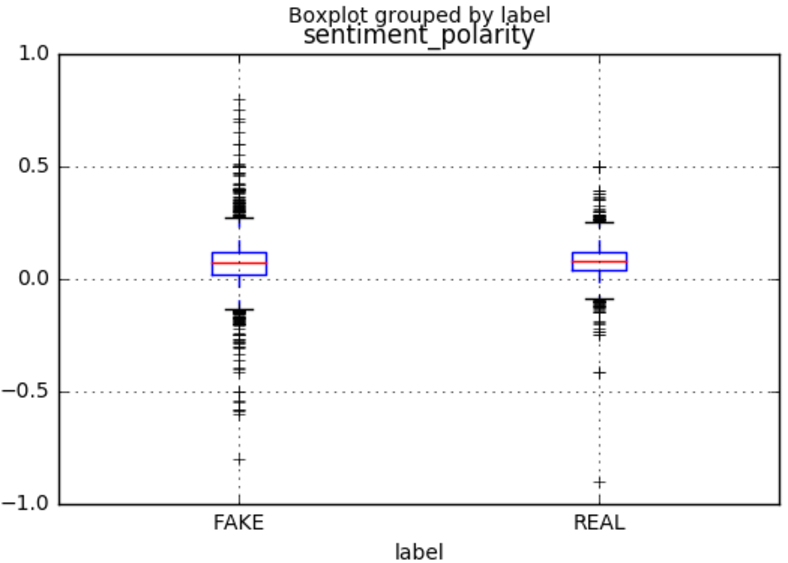 Boxplot grouped by label
sentiment_polarity
1.0
0.5
0.0
−0.5
−1.0
FAKE REAL
label